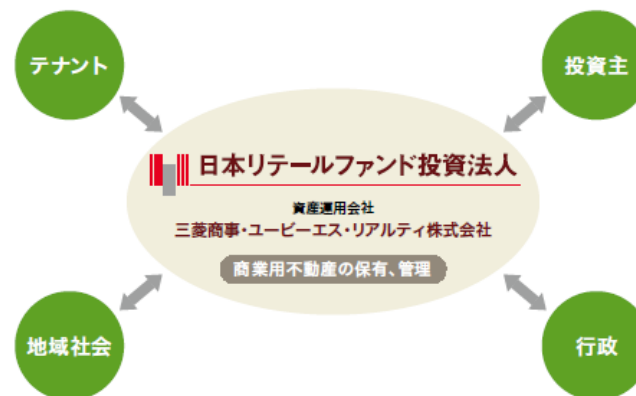 テナント
投資主
日本リテールファンド投資法人
資産運用会社
三菱商事・ユービーエス・リアルティ株式会社
商業用不動産の保有、管理
地域社会
行政